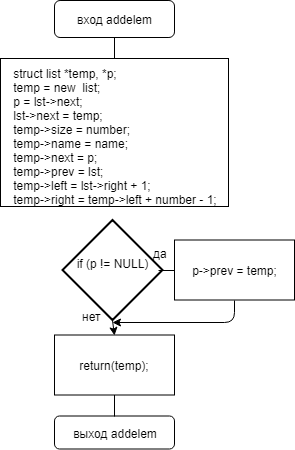 вход addelem
struct list *temp, *p;
temp = new  list;
p = lst->next;
lst->next = temp;
temp->size = number;
temp->name = name;
temp->next = p;
temp->prev = lst;
temp->left = lst->right + 1;
temp->right = temp->left + number - 1;
if (p != NULL)
да
p->prev = temp;
нет
return(temp);
выход addelem